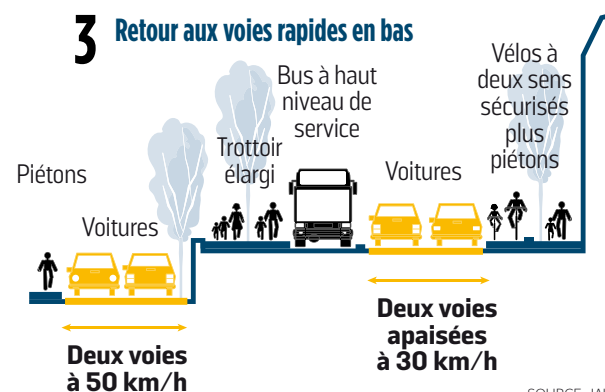 3 Retour aux voies rapides en bas
Bus à haut
niveau de
service
Vélos à
deux sens
sécurisés
plus
piétons
Trottoir
élargi
Piétons
Voitures
Voitures
Deux voies
à 50 km/h
Deux voies
apaisées
à 30 km/h
SOURCE